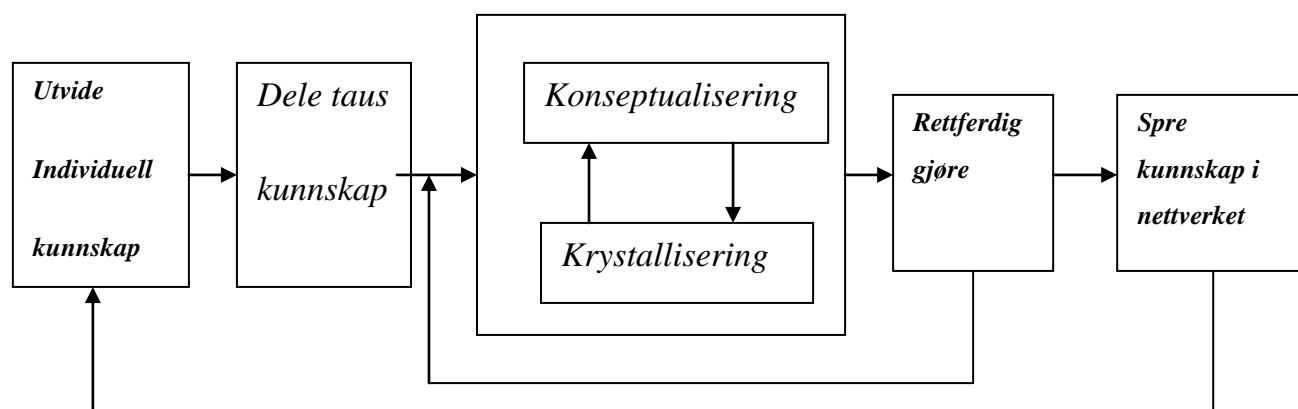 Utvide
Individuell
kunnskap
Dele taus
kunnskap
Konseptualisering
Krystallisering
Rettferdig
gjøre
Spre
kunnskap i
nettverket